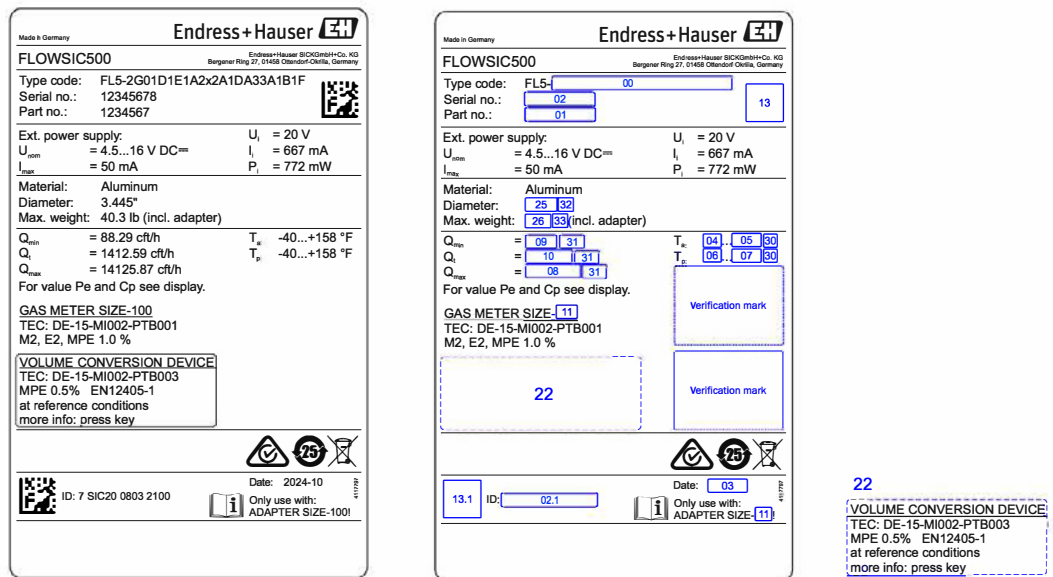 Made in Germany
Endress+Hauser EH
FLOWSIC500
Endress+Hauser SICKGmbH+Co. KG
Bergener Ring 27, 01458 Ottendorf-Okrilla, Germany
Type code: FL5-2G01D1E1A2x2A1DA33A1B1F
Serial no.: 12345678
Part no.: 1234567
Ext. power supply:
Unom = 4.5...16 V DC⎓
Imax = 50 mA
Ui = 20 V
Ii = 667 mA
Pi = 772 mW
Material: Aluminum
Diameter: 3.445"
Max. weight: 40.3 lb (incl. adapter)
Qmin = 88.29 cft/h
Qt = 1412.59 cft/h
Qmax = 14125.87 cft/h
Ta: -40...+158 °F
Tp: -40...+158 °F
For value Pe and Cp see display.
GAS METER SIZE-100
TEC: DE-15-MI002-PTB001
M2, E2, MPE 1.0 %
VOLUME CONVERSION DEVICE
TEC: DE-15-MI002-PTB003
MPE 0.5% EN12405-1
at reference conditions
more info: press key
25
ID: 7 SIC20 0803 2100
Date: 2024-10
i Only use with:
ADAPTER SIZE-100!
Made in Germany
Endress+Hauser EH
FLOWSIC500
Endress+Hauser SICKGmbH+Co. KG
Bergener Ring 27, 01458 Ottendorf-Okrilla, Germany
Type code: FL5- 00
Serial no.: 02
Part no.: 01
13
Ext. power supply:
Unom = 4.5...16 V DC⎓
Imax = 50 mA
Ui = 20 V
Ii = 667 mA
Pi = 772 mW
Material: Aluminum
Diameter: 25 32
Max. weight: 26 33 (incl. adapter)
Qmin = 09 31
Qt = 10 31
Qmax = 08 31
Ta: 04 ... 05 30
Tp: 06 ... 07 30
For value Pe and Cp see display.
Verification mark
GAS METER SIZE- 11
TEC: DE-15-MI002-PTB001
M2, E2, MPE 1.0 %
22
Verification mark
25
13.1 ID: 02.1
Date: 03
i Only use with:
ADAPTER SIZE- 11 !
22
VOLUME CONVERSION DEVICE
TEC: DE-15-MI002-PTB003
MPE 0.5% EN12405-1
at reference conditions
more info: press key